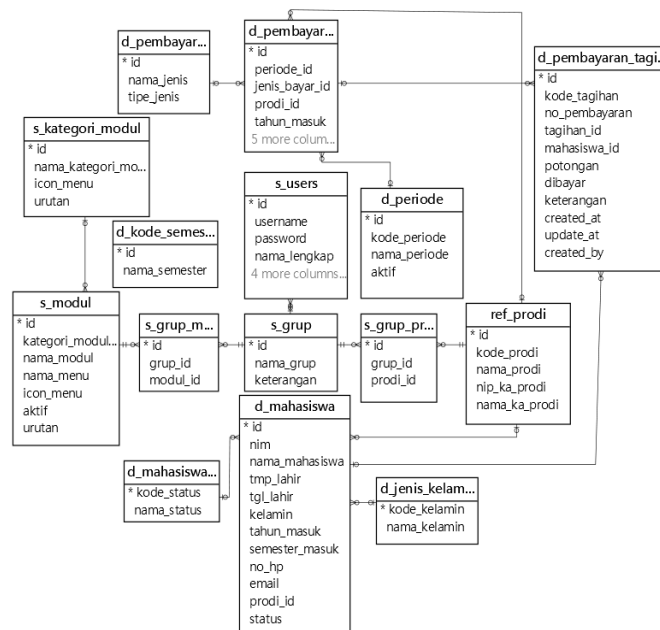 d_pembayar...
* id
nama_jenis
tipe_jenis
d_pembayar...
* id
periode_id
jenis_bayar_id
prodi_id
tahun_masuk
5 more colum...
d_pembayaran_tagi...
* id
kode_tagihan
no_pembayaran
tagihan_id
mahasiswa_id
potongan
dibayar
keterangan
created_at
update_at
created_by
s_kategori_modul
* id
nama_kategori_mo...
icon_menu
urutan
s_users
* id
username
password
nama_lengkap
4 more columns...
d_periode
* id
kode_periode
nama_periode
aktif
d_kode_semes...
* id
nama_semester
s_modul
* id
kategori_modul...
nama_modul
nama_menu
icon_menu
aktif
urutan
s_grup_m...
* id
grup_id
modul_id
s_grup
* id
nama_grup
keterangan
s_grup_pr...
* id
grup_id
prodi_id
ref_prodi
* id
kode_prodi
nama_prodi
nip_ka_prodi
nama_ka_prodi
d_mahasiswa
* id
nim
nama_mahasiswa
tmp_lahir
tgl_lahir
kelamin
tahun_masuk
semester_masuk
no_hp
email
prodi_id
status
d_mahasiswa...
* kode_status
nama_status
d_jenis_kelam...
* kode_kelamin
nama_kelamin